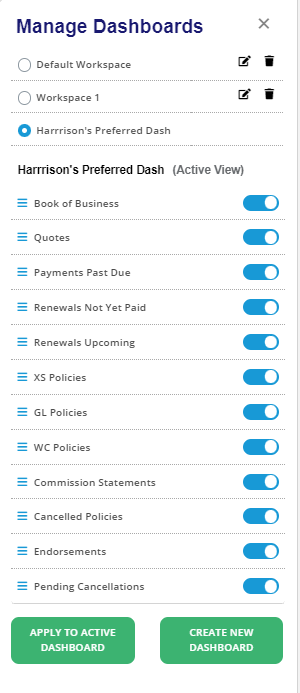 Manage Dashboards
Default Workspace
Workspace 1
Harrrison's Preferred Dash
Harrrison's Preferred Dash (Active View)
Book of Business
Quotes
Payments Past Due
Renewals Not Yet Paid
Renewals Upcoming
XS Policies
GL Policies
WC Policies
Commission Statements
Cancelled Policies
Endorsements
Pending Cancellations
APPLY TO ACTIVE
DASHBOARD
CREATE NEW
DASHBOARD